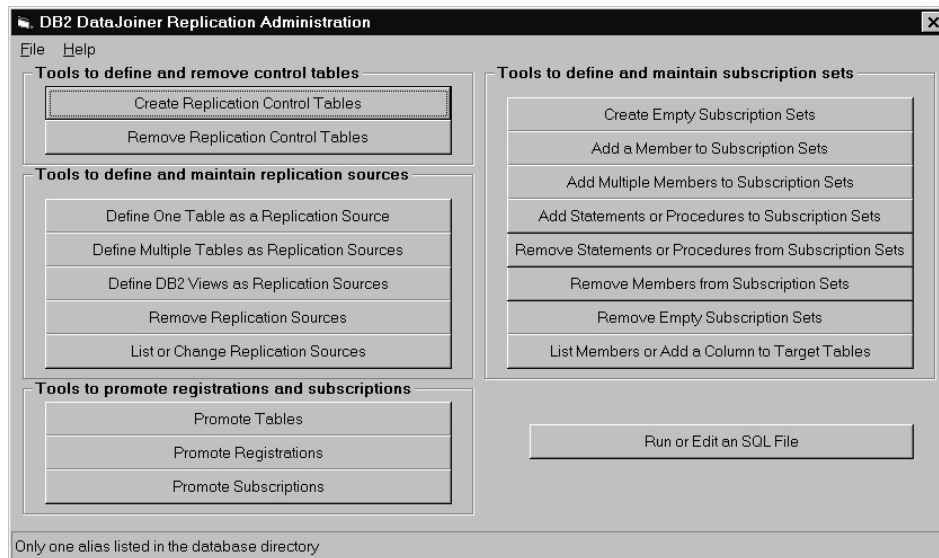 DB2 DataJoiner Replication Administration
File Help
Tools to define and remove control tables
Create Replication Control Tables
Remove Replication Control Tables
Tools to define and maintain replication sources
Define One Table as a Replication Source
Define Multiple Tables as Replication Sources
Define DB2 Views as Replication Sources
Remove Replication Sources
List or Change Replication Sources
Tools to promote registrations and subscriptions
Promote Tables
Promote Registrations
Promote Subscriptions
Tools to define and maintain subscription sets
Create Empty Subscription Sets
Add a Member to Subscription Sets
Add Multiple Members to Subscription Sets
Add Statements or Procedures to Subscription Sets
Remove Statements or Procedures from Subscription Sets
Remove Members from Subscription Sets
Remove Empty Subscription Sets
List Members or Add a Column to Target Tables
Run or Edit an SQL File
Only one alias listed in the database directory